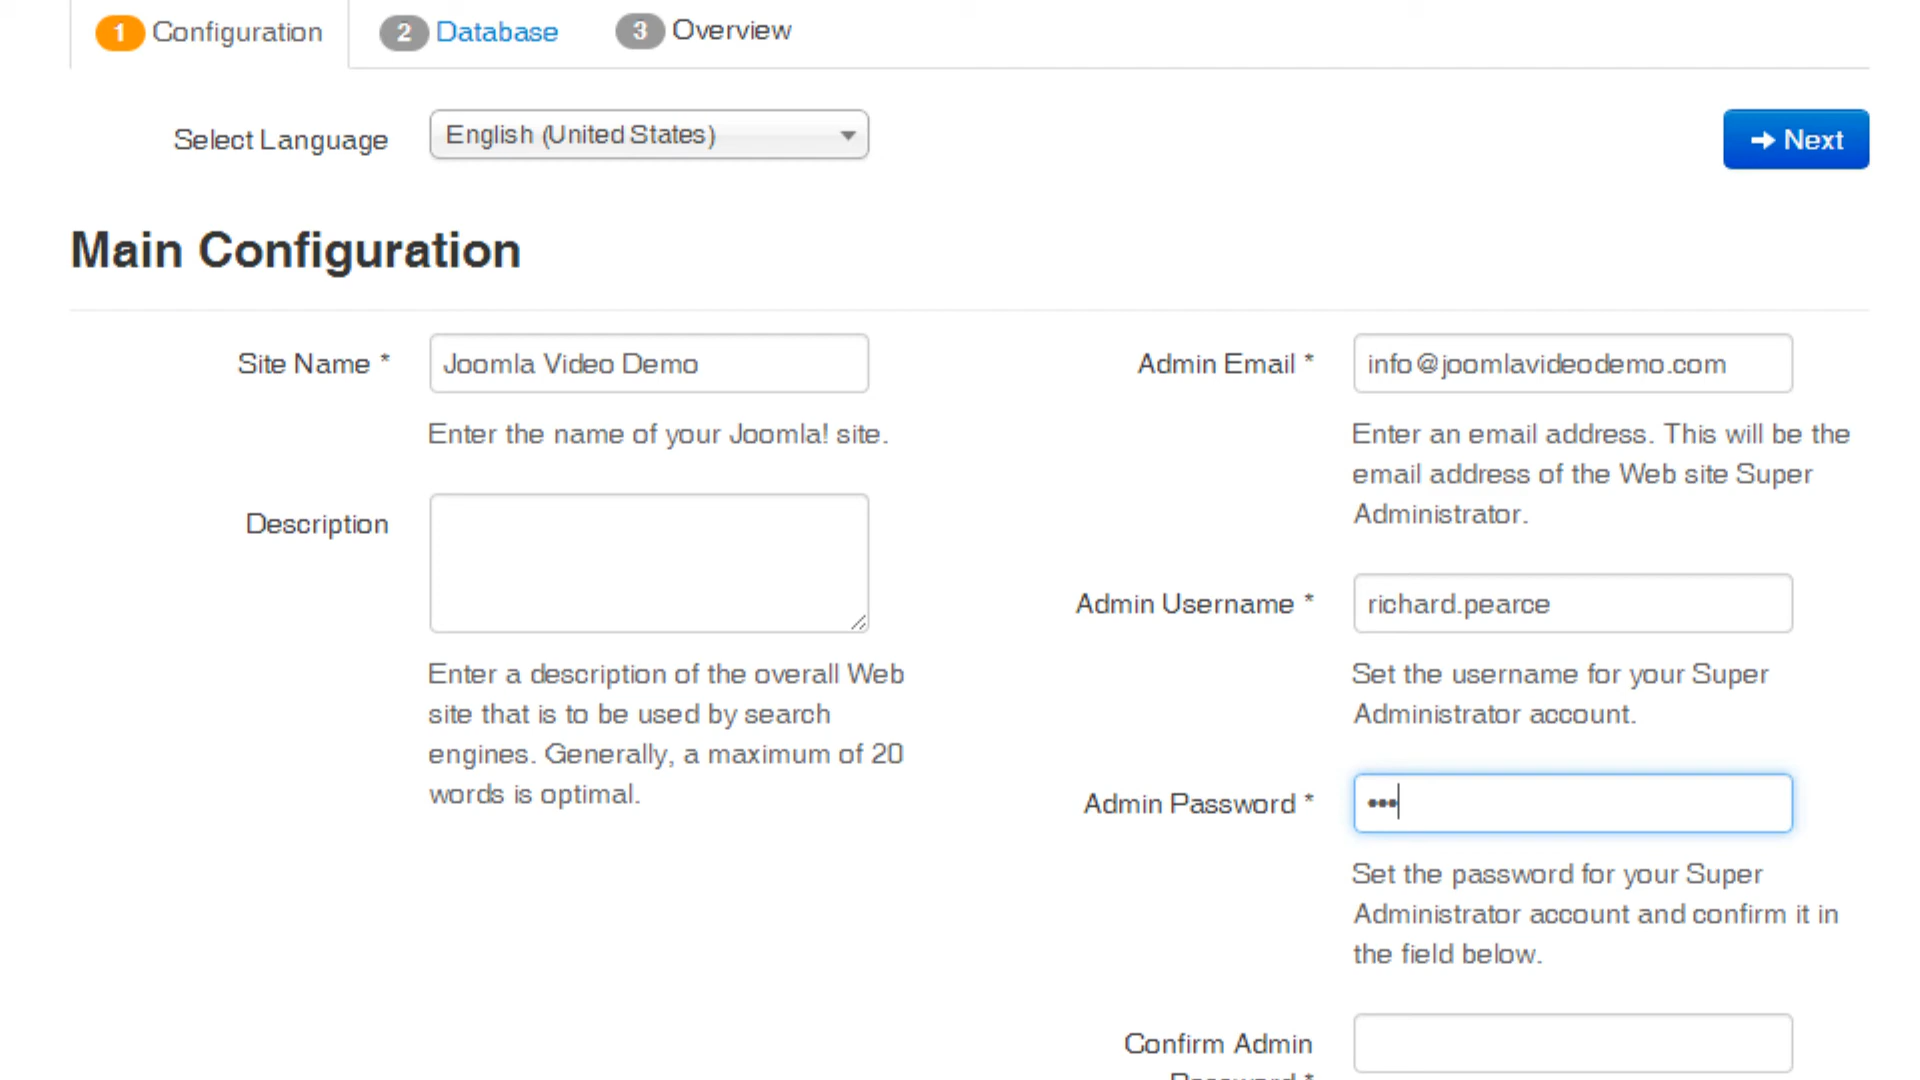 1 Configuration 2 Database 3 Overview
Select Language English (United States) Next
Main Configuration
Site Name * Joomla Video Demo
Enter the name of your Joomla! site.
Description
Enter a description of the overall Web
site that is to be used by search
engines. Generally, a maximum of 20
words is optimal.
Admin Email * info@joomlavideodemo.com
Enter an email address. This will be the
email address of the Web site Super
Administrator.
Admin Username * richard.pearce
Set the username for your Super
Administrator account.
Admin Password * •••
Set the password for your Super
Administrator account and confirm it in
the field below.
Confirm Admin
Password *